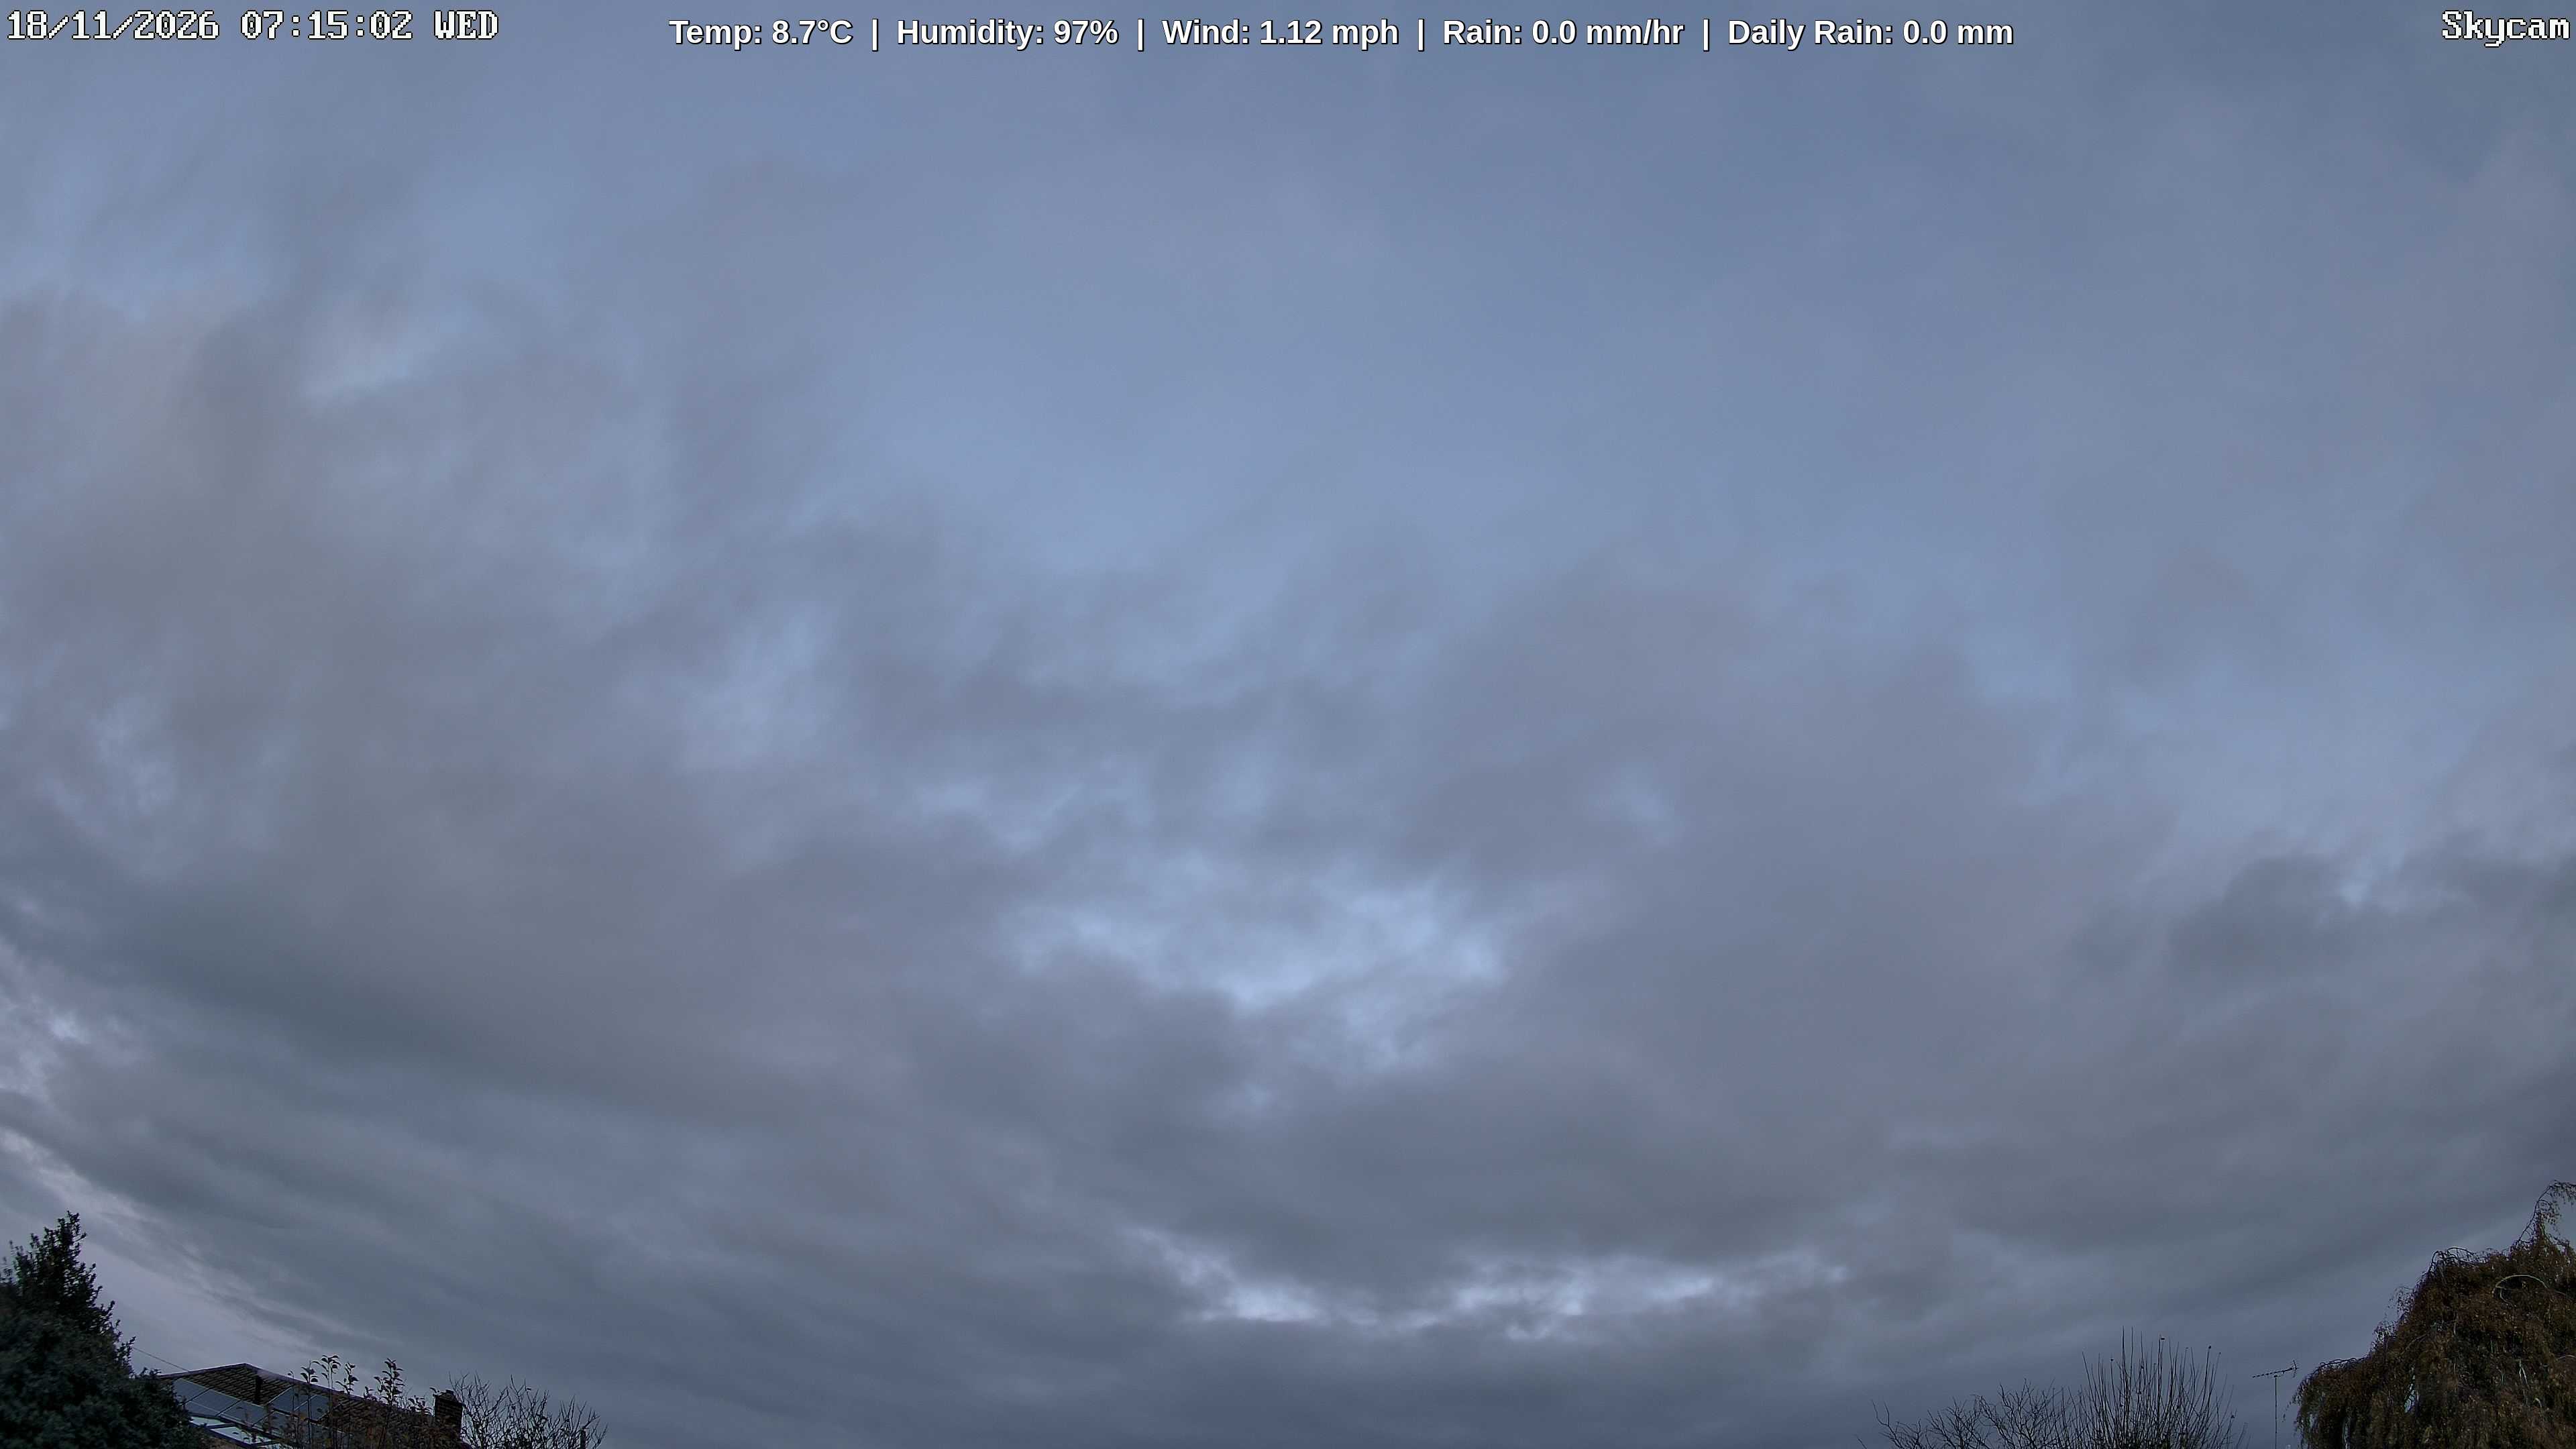 18/11/2026 07:15:02 WED
Temp: 8.7°C | Humidity: 97% | Wind: 1.12 mph | Rain: 0.0 mm/hr | Daily Rain: 0.0 mm
Skycam